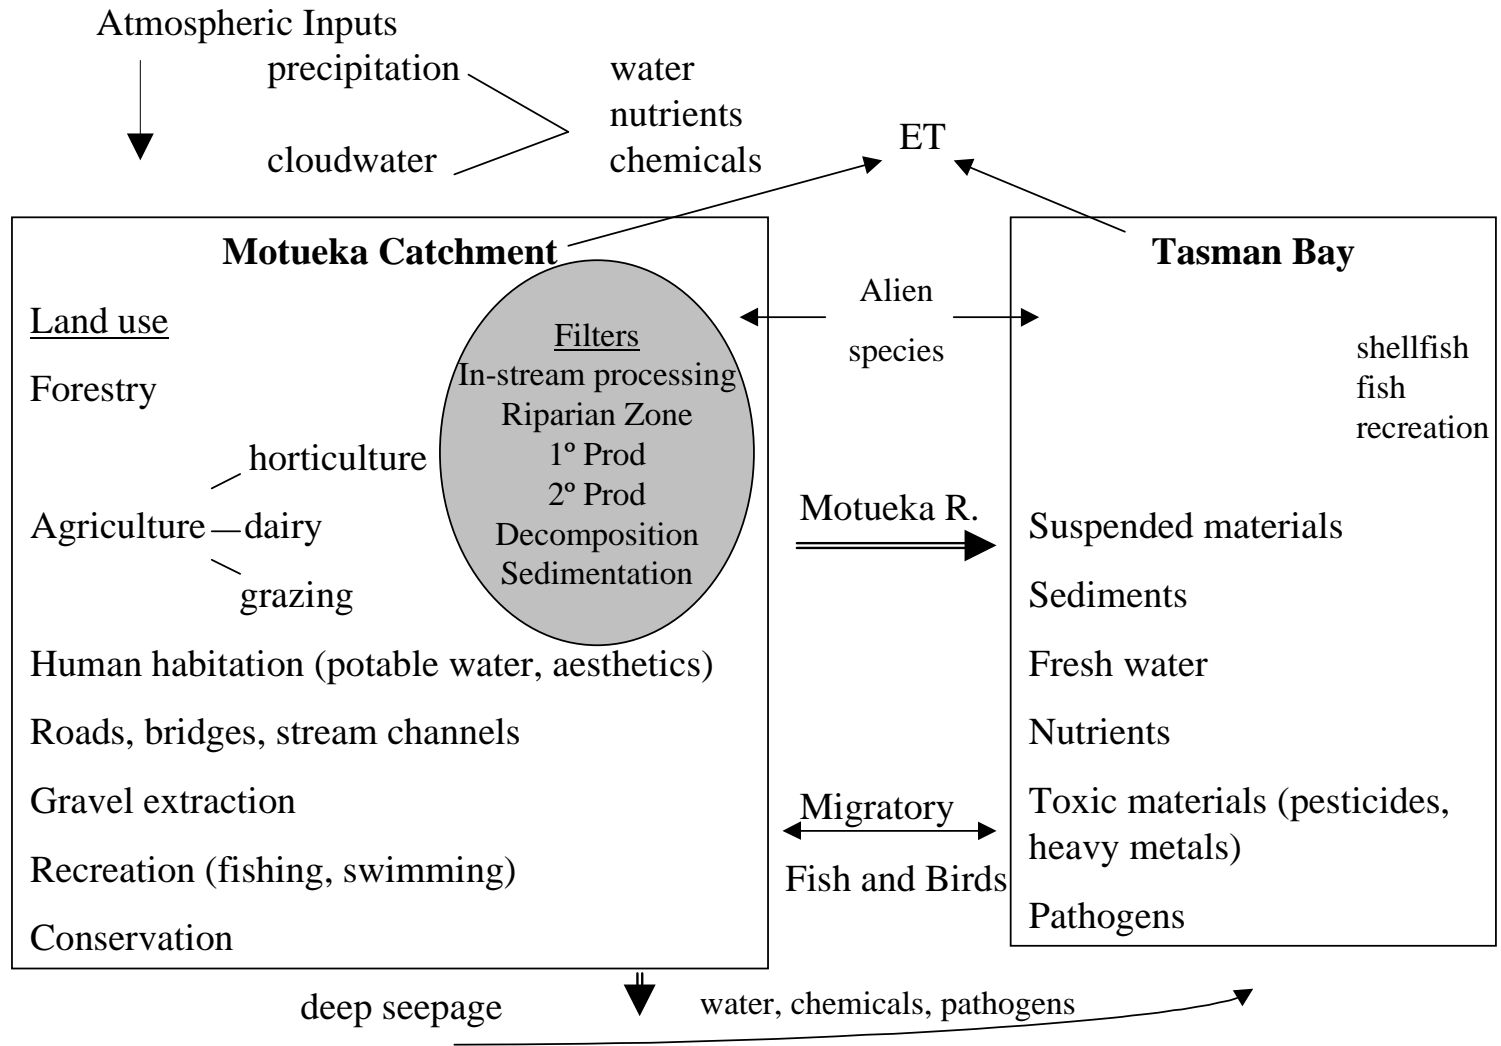 Atmospheric Inputs
precipitation
cloudwater
water
nutrients
chemicals
ET
Motueka Catchment
Land use
Forestry
horticulture
Agriculture
dairy
grazing
Human habitation (potable water, aesthetics)
Roads, bridges, stream channels
Gravel extraction
Recreation (fishing, swimming)
Conservation
Filters
In-stream processing
Riparian Zone
1º Prod
2º Prod
Decomposition
Sedimentation
Alien
species
Motueka R.
Migratory
Fish and Birds
Tasman Bay
shellfish
fish
recreation
Suspended materials
Sediments
Fresh water
Nutrients
Toxic materials (pesticides,
heavy metals)
Pathogens
deep seepage
water, chemicals, pathogens